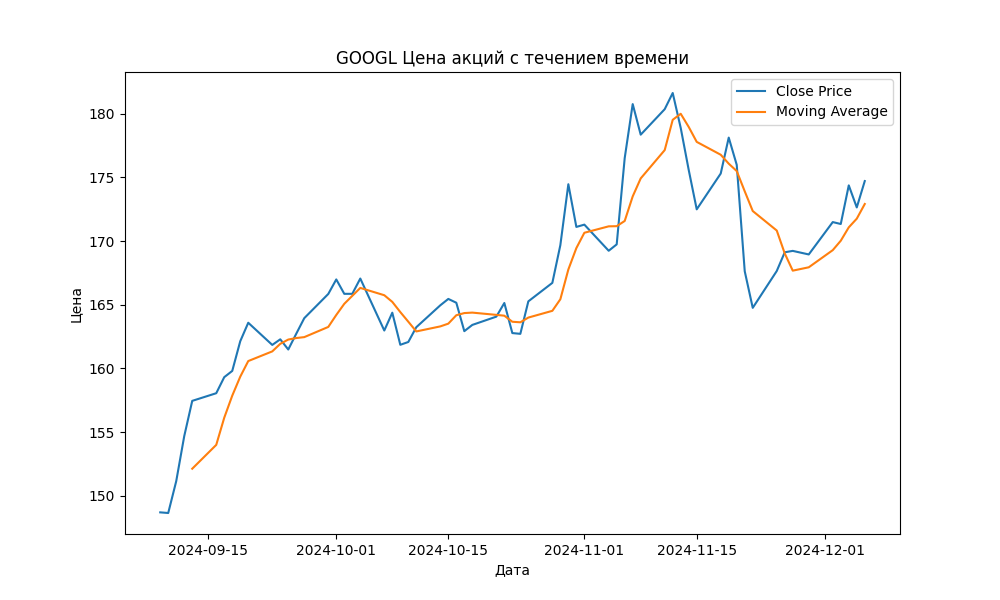 GOOGL Цена акций с течением времени
Close Price
Moving Average
Цена
180
175
170
165
160
155
150
2024-09-15
2024-10-01
2024-10-15
2024-11-01
2024-11-15
2024-12-01
Дата